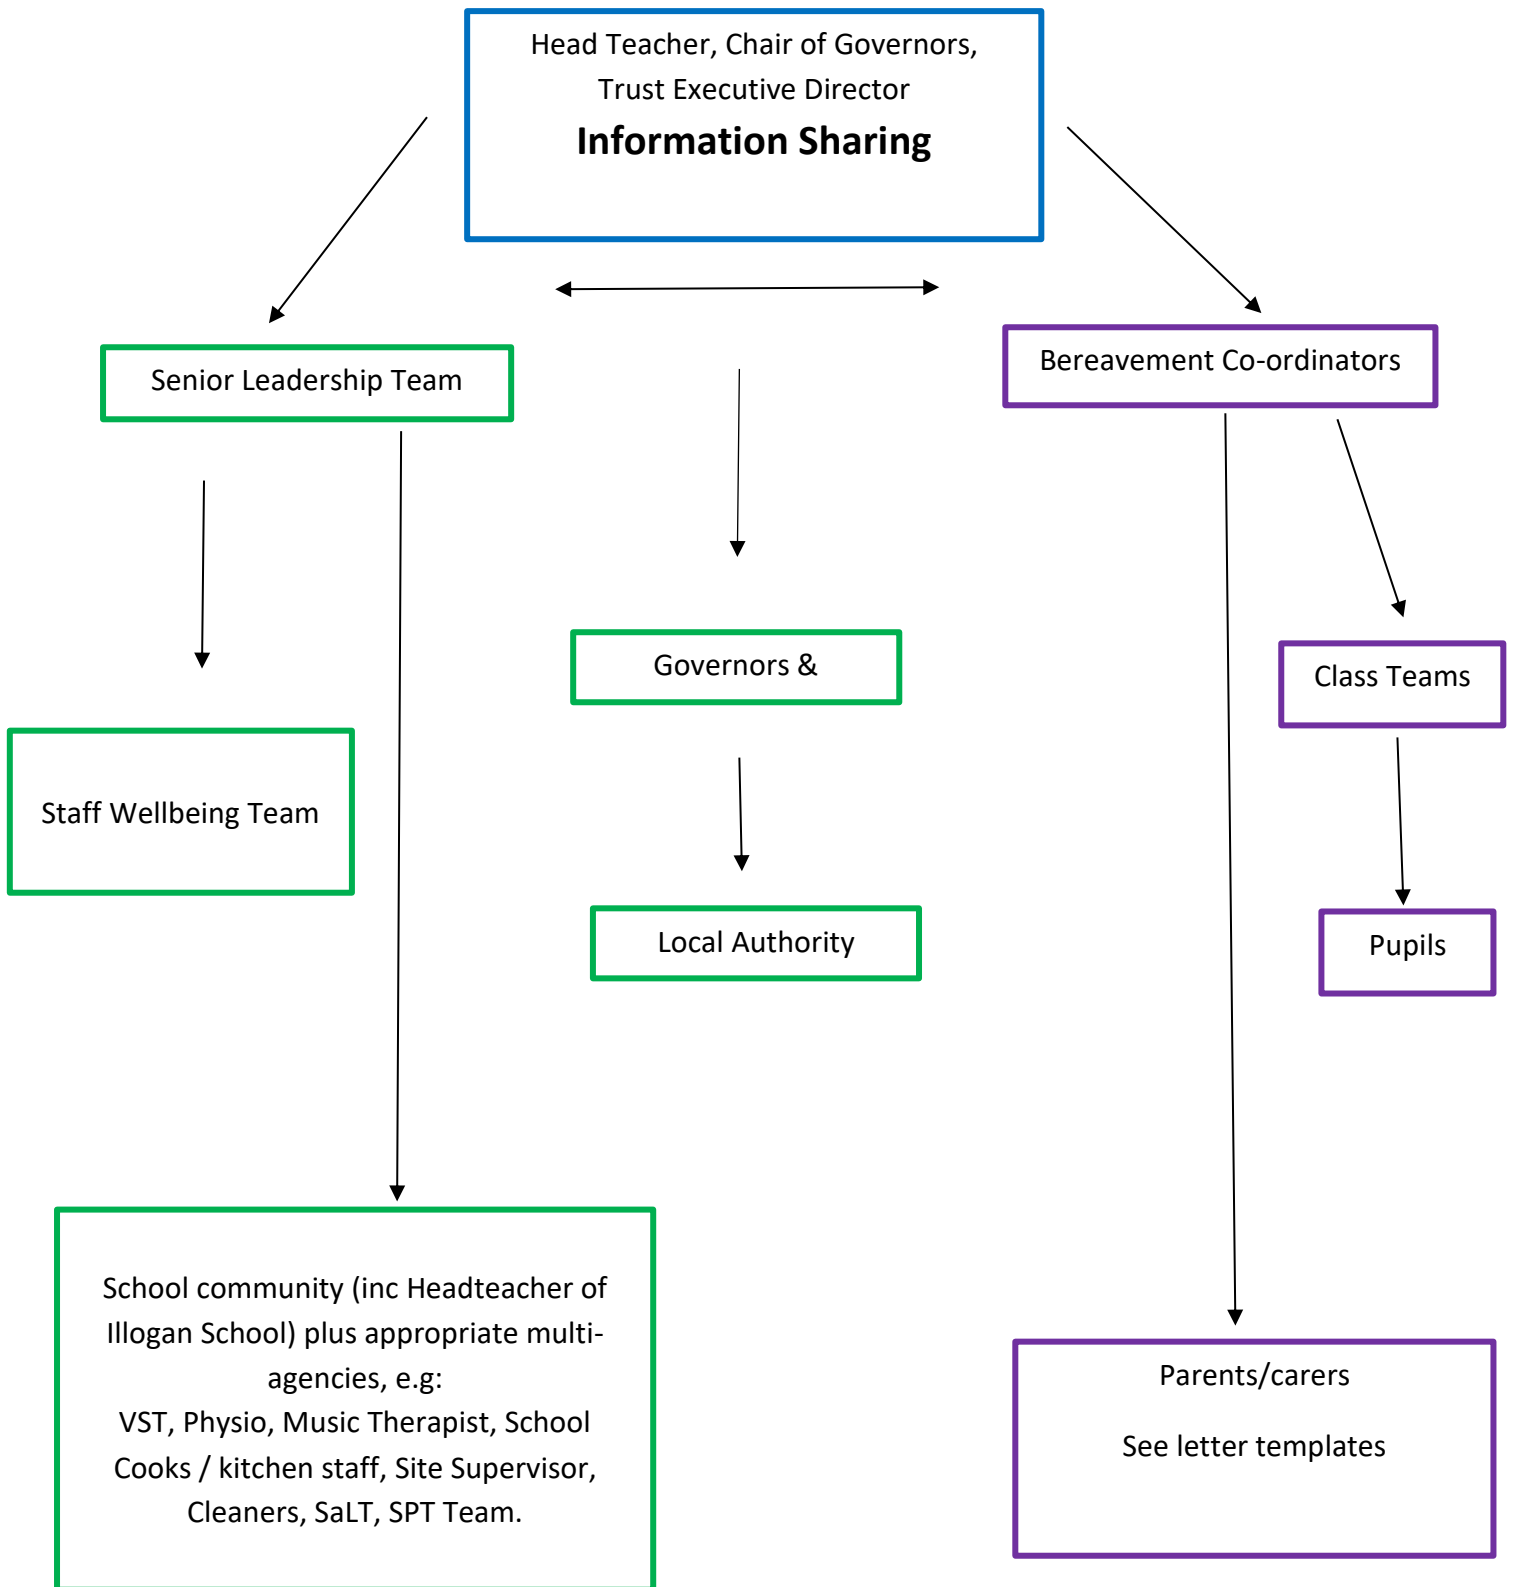 Head Teacher, Chair of Governors,
Trust Executive Director
Information Sharing
Senior Leadership Team
Bereavement Co-ordinators
Governors &
Class Teams
Staff Wellbeing Team
Local Authority
Pupils
School community (inc Headteacher of
Illogan School) plus appropriate multi-
agencies, e.g:
VST, Physio, Music Therapist, School
Cooks / kitchen staff, Site Supervisor,
Cleaners, SaLT, SPT Team.
Parents/carers
See letter templates